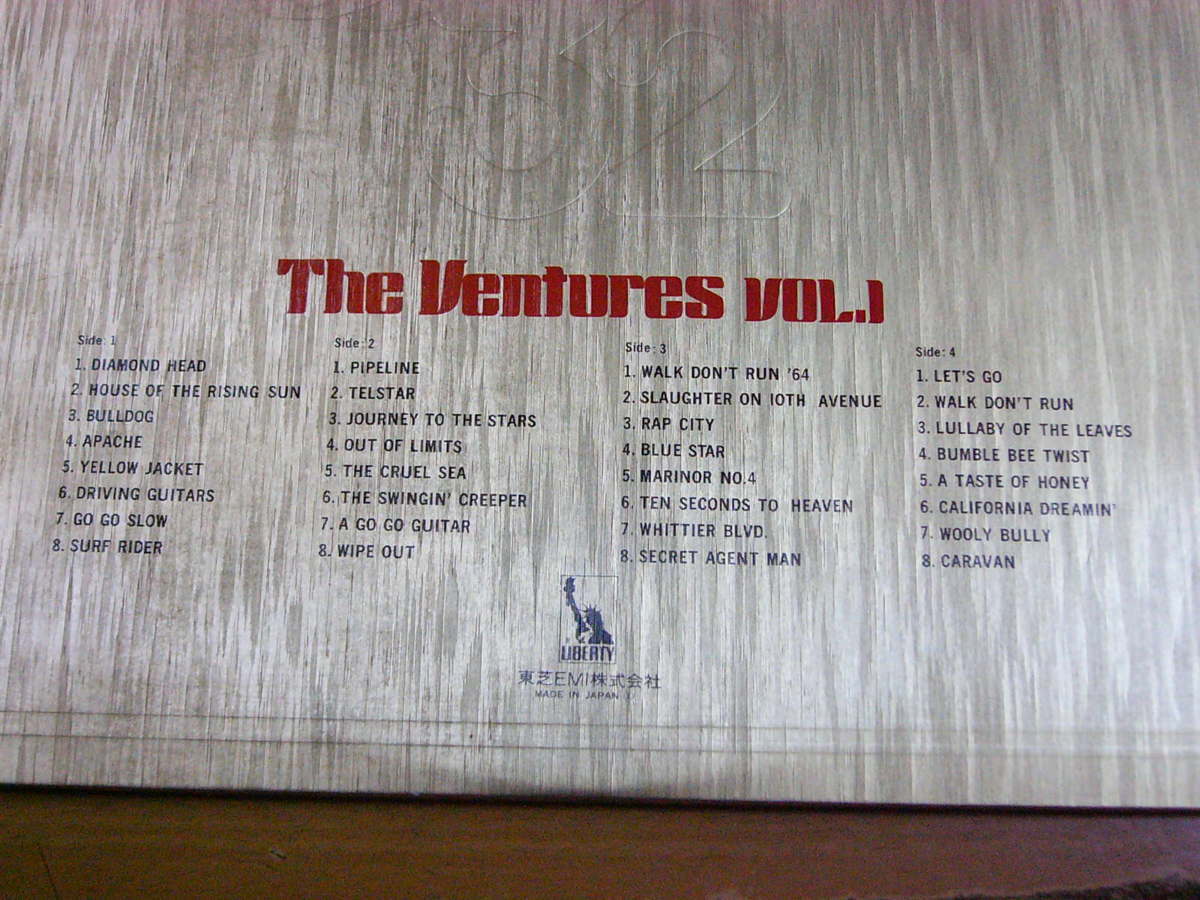 32
The Ventures VOL.1
Side: 1
1. DIAMOND HEAD
2. HOUSE OF THE RISING SUN
3. BULLDOG
4. APACHE
5. YELLOW JACKET
6. DRIVING GUITARS
7. GO GO SLOW
8. SURF RIDER
Side: 2
1. PIPELINE
2. TELSTAR
3. JOURNEY TO THE STARS
4. OUT OF LIMITS
5. THE CRUEL SEA
6. THE SWINGIN' CREEPER
7. A GO GO GUITAR
8. WIPE OUT
Side: 3
1. WALK DON'T RUN '64
2. SLAUGHTER ON 10TH AVENUE
3. RAP CITY
4. BLUE STAR
5. MARINOR NO.4
6. TEN SECONDS TO HEAVEN
7. WHITTIER BLVD.
8. SECRET AGENT MAN
Side: 4
1. LET'S GO
2. WALK DON'T RUN
3. LULLABY OF THE LEAVES
4. BUMBLE BEE TWIST
5. A TASTE OF HONEY
6. CALIFORNIA DREAMIN'
7. WOOLY BULLY
8. CARAVAN
LIBERTY
東芝EMI株式会社
MADE IN JAPAN